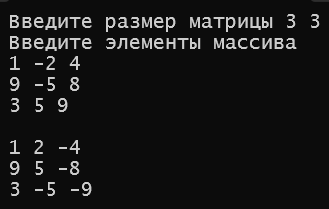 Введите размер матрицы 3 3
Введите элементы массива
1 -2 4
9 -5 8
3 5 9

1 2 -4
9 5 -8
3 -5 -9